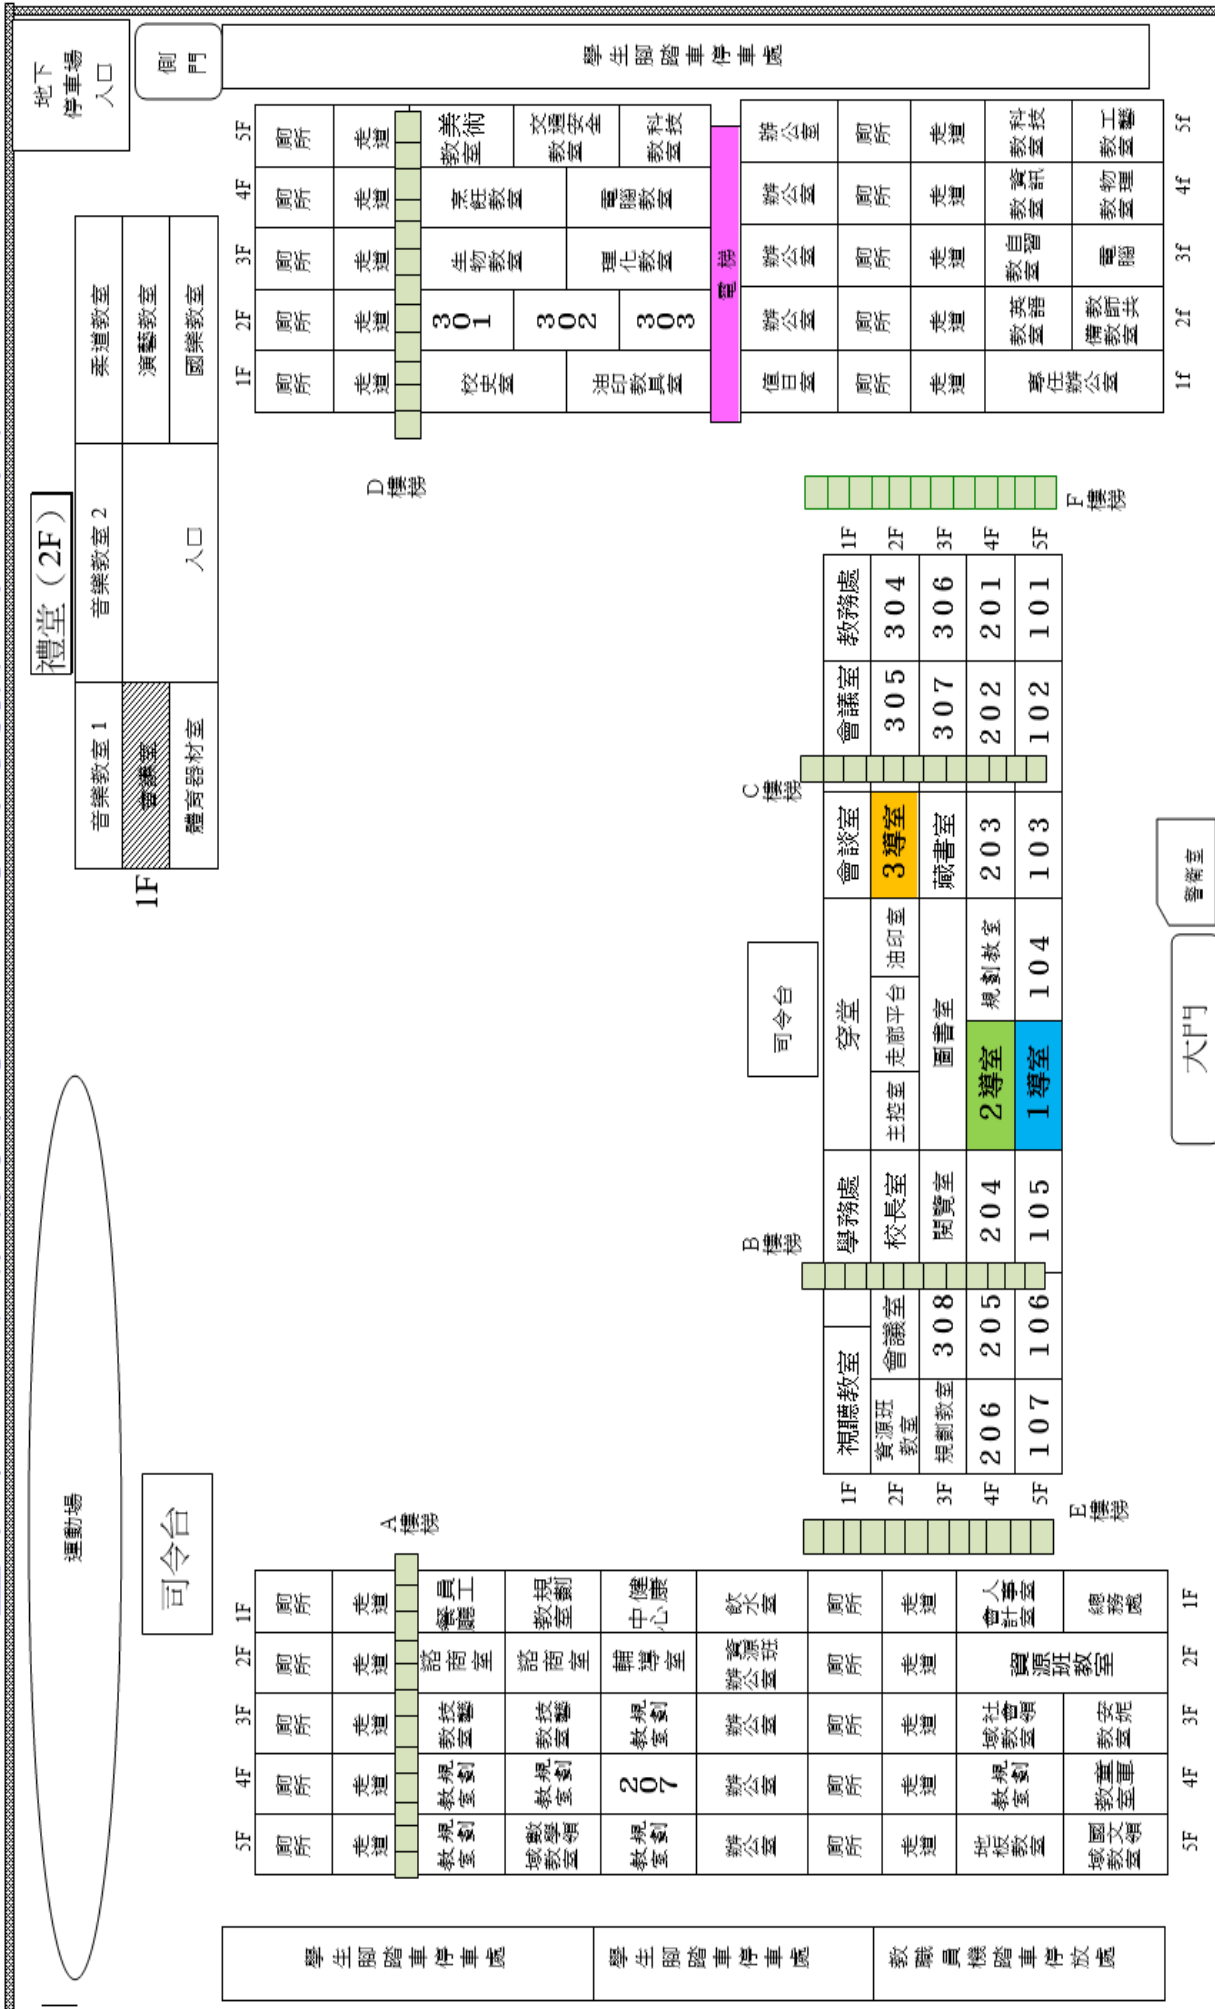 運動場
司令台
禮堂（2F）
音樂教室1
音樂教室2
柔道教室
演藝教室
體育器材室
入口
國樂教室
1F
地下
停車場
入口
側門
學生腳踏車停車處
學生腳踏車停車處
教職員機踏車停放處
5F 4F 3F 2F 1F
廁所 廁所 廁所 廁所 廁所
走道 走道 走道 走道 走道
A樓梯
規劃教室 規劃教室 技藝教室 諮商室 員工餐廳
數學領域教室 規劃教室 技藝教室 諮商室 規劃教室
規劃教室 207 規劃教室 輔導室 健康中心
辦公室 辦公室 辦公室 資源班辦公室 飲水室
廁所 廁所 廁所 廁所 廁所
走道 走道 走道 走道 走道
地板教室 規劃教室 社會領域教室 資源班教室 人事室會計室
國文領域教室 童軍教室 安妮教室 總務處
5F 4F 3F 2F 1F
E樓梯
司令台
B樓梯
C樓梯
1F 視聽教室 學務處 穿堂 會談室 會議室 教務處 1F
2F 資源班教室 會議室 校長室 主控室 走廊平台 油印室 3導室 305 304 2F
3F 規劃教室 308 閱覽室 圖書室 藏書室 307 306 3F
4F 206 205 204 2導室 規劃教室 203 202 201 4F
5F 107 106 105 1導室 104 103 102 101 5F
F樓梯
大門
警衛室
D樓梯
1F 2F 3F 4F 5F
廁所 廁所 廁所 廁所 廁所
走道 走道 走道 走道 走道
校史室 301 生物教室 烹飪教室 美術教室
302 交通安全教室
油印教員室 303 理化教室 電腦教室 科技教室
電梯
值日室 辦公室 辦公室 辦公室 辦公室
廁所 廁所 廁所 廁所 廁所
走道 走道 走道 走道 走道
專任辦公室 英語教室 自習教室 資訊教室 科技教室
教師共備教室 電腦 物理教室 工藝教室
1f 2f 3f 4f 5f
學生腳踏車停車處